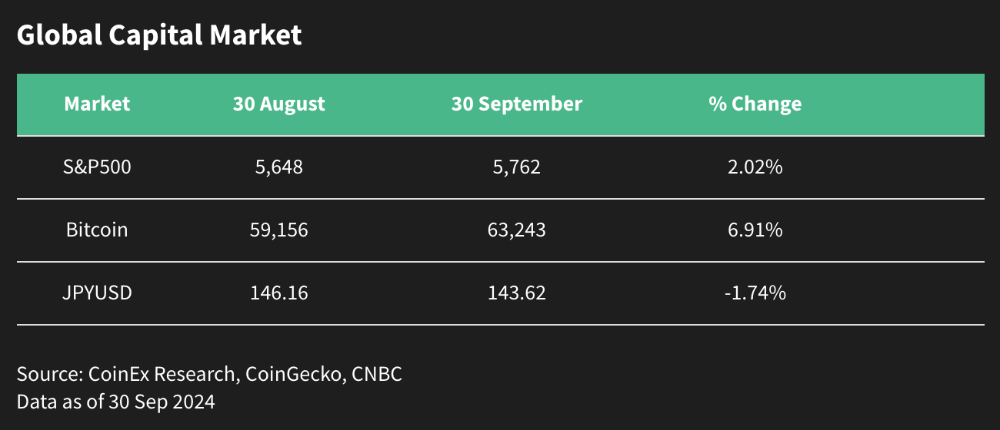 Global Capital Market
Market 30 August 30 September % Change
S&P500 5,648 5,762 2.02%
Bitcoin 59,156 63,243 6.91%
JPYUSD 146.16 143.62 -1.74%
Source: CoinEx Research, CoinGecko, CNBC
Data as of 30 Sep 2024